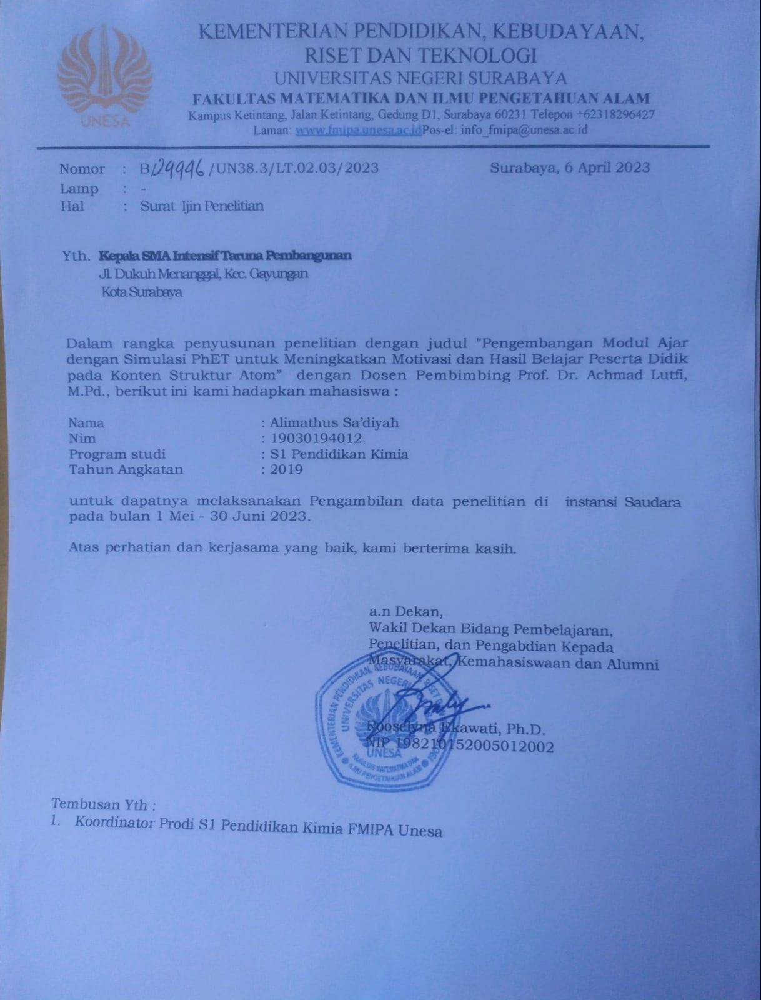 KEMENTERIAN PENDIDIKAN, KEBUDAYAAN,
RISET DAN TEKNOLOGI
UNIVERSITAS NEGERI SURABAYA
FAKULTAS MATEMATIKA DAN ILMU PENGETAHUAN ALAM
Kampus Ketintang, Jalan Ketintang, Gedung D1, Surabaya 60231 Telepon +62318296427
Laman: www.fmipa.unesa.ac.idPos-el: info_fmipa@unesa.ac.id
UNESA
Nomor : B/29996/UN38.3/LT.02.03/2023 Surabaya, 6 April 2023
Lamp : -
Hal : Surat Ijin Penelitian
Yth. Kepala SMA Intensif Taruna Pembangunan
Jl. Dukuh Menanggal, Kec. Gayungan
Kota Surabaya
Dalam rangka penyusunan penelitian dengan judul "Pengembangan Modul Ajar
dengan Simulasi PhET untuk Meningkatkan Motivasi dan Hasil Belajar Peserta Didik
pada Konten Struktur Atom” dengan Dosen Pembimbing Prof. Dr. Achmad Lutfi,
M.Pd., berikut ini kami hadapkan mahasiswa :
Nama : Alimathus Sa’diyah
Nim : 19030194012
Program studi : S1 Pendidikan Kimia
Tahun Angkatan : 2019
untuk dapatnya melaksanakan Pengambilan data penelitian di instansi Saudara
pada bulan 1 Mei - 30 Juni 2023.
Atas perhatian dan kerjasama yang baik, kami berterima kasih.
a.n Dekan,
Wakil Dekan Bidang Pembelajaran,
Penelitian, dan Pengabdian Kepada
Masyarakat, Kemahasiswaan dan Alumni
KEMENTERIAN PENDIDIKAN, KEBUDAYAAN, RISET
UNIVERSITAS NEGERI
UNESA
FAKULTAS MATEMATIKA DAN
ILMU PENGETAHUAN ALAM
Rooselyna Ekawati, Ph.D.
NIP 198210152005012002
Tembusan Yth :
1. Koordinator Prodi S1 Pendidikan Kimia FMIPA Unesa